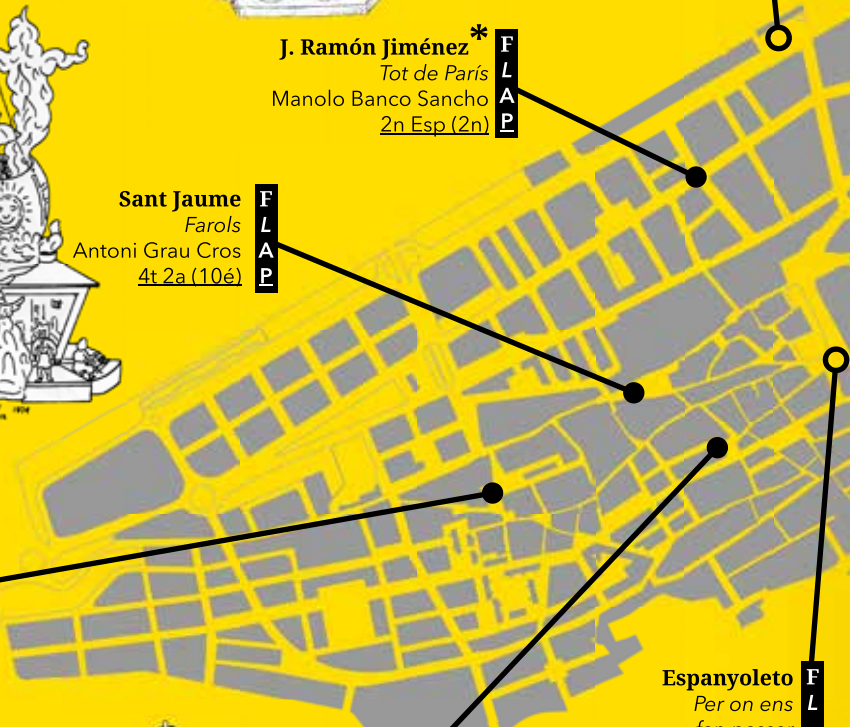 J. Ramón Jiménez* F
Tot de París L
Manolo Banco Sancho A
2n Esp (2n) P
Sant Jaume F
Farols L
Antoni Grau Cros A
4t 2a (10é) P
Espanyoleto F
Per on ens L